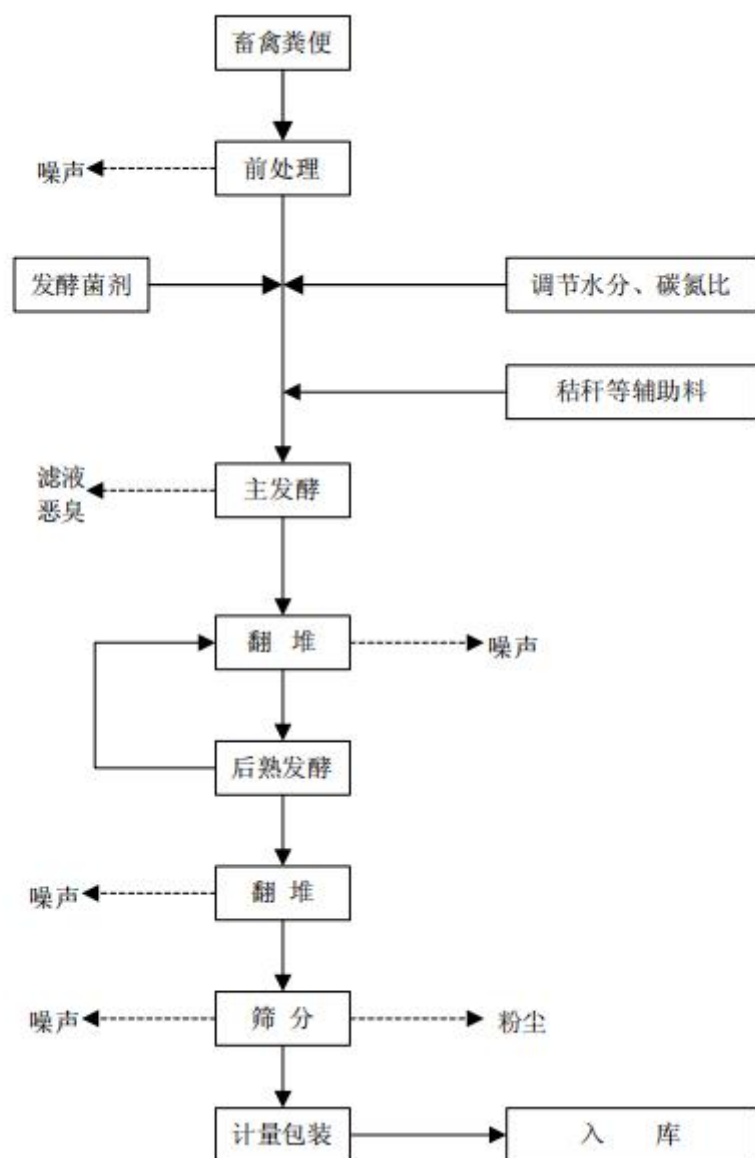 畜禽粪便
噪声
前处理
发酵菌剂
调节水分、碳氮比
秸秆等辅助料
滤液
恶臭
主发酵
翻 堆
噪声
后熟发酵
噪声
翻 堆
噪声
筛 分
粉尘
计量包装
入 库